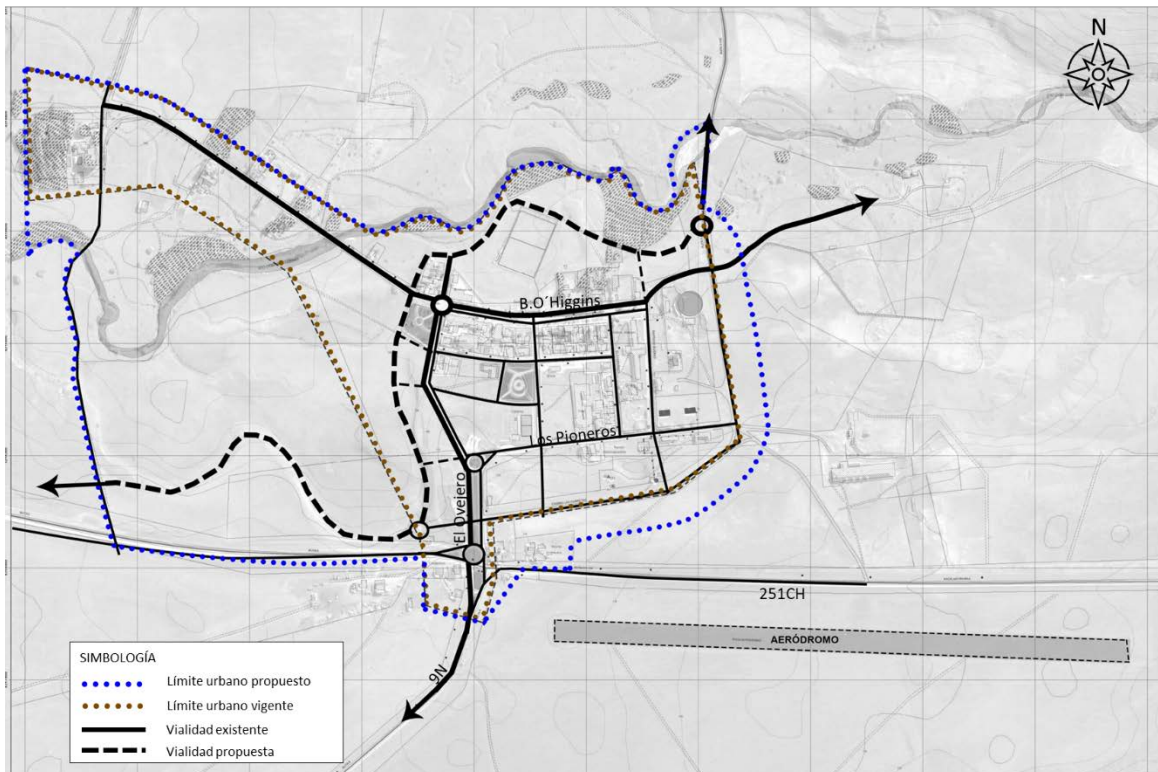 N
B.O´Higgins
Los Pioneros
El Ovejero
251CH
AERÓDROMO
9N
SIMBOLOGÍA
Límite urbano propuesto
Límite urbano vigente
Vialidad existente
Vialidad propuesta